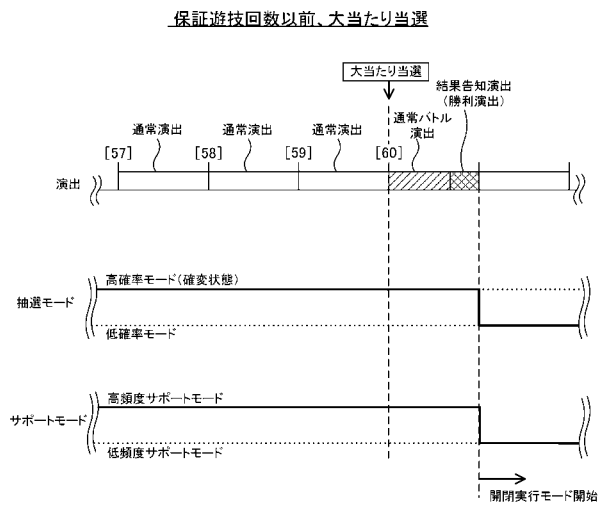 保証遊技回数以前、大当たり当選
大当たり当選
結果告知演出
(勝利演出)
通常演出
通常演出
通常演出
通常バトル
演出
[57]
[58]
[59]
[60]
演出
高確率モード(確変状態)
抽選モード
低確率モード
高頻度サポートモード
サポートモード
低頻度サポートモード
開閉実行モード開始